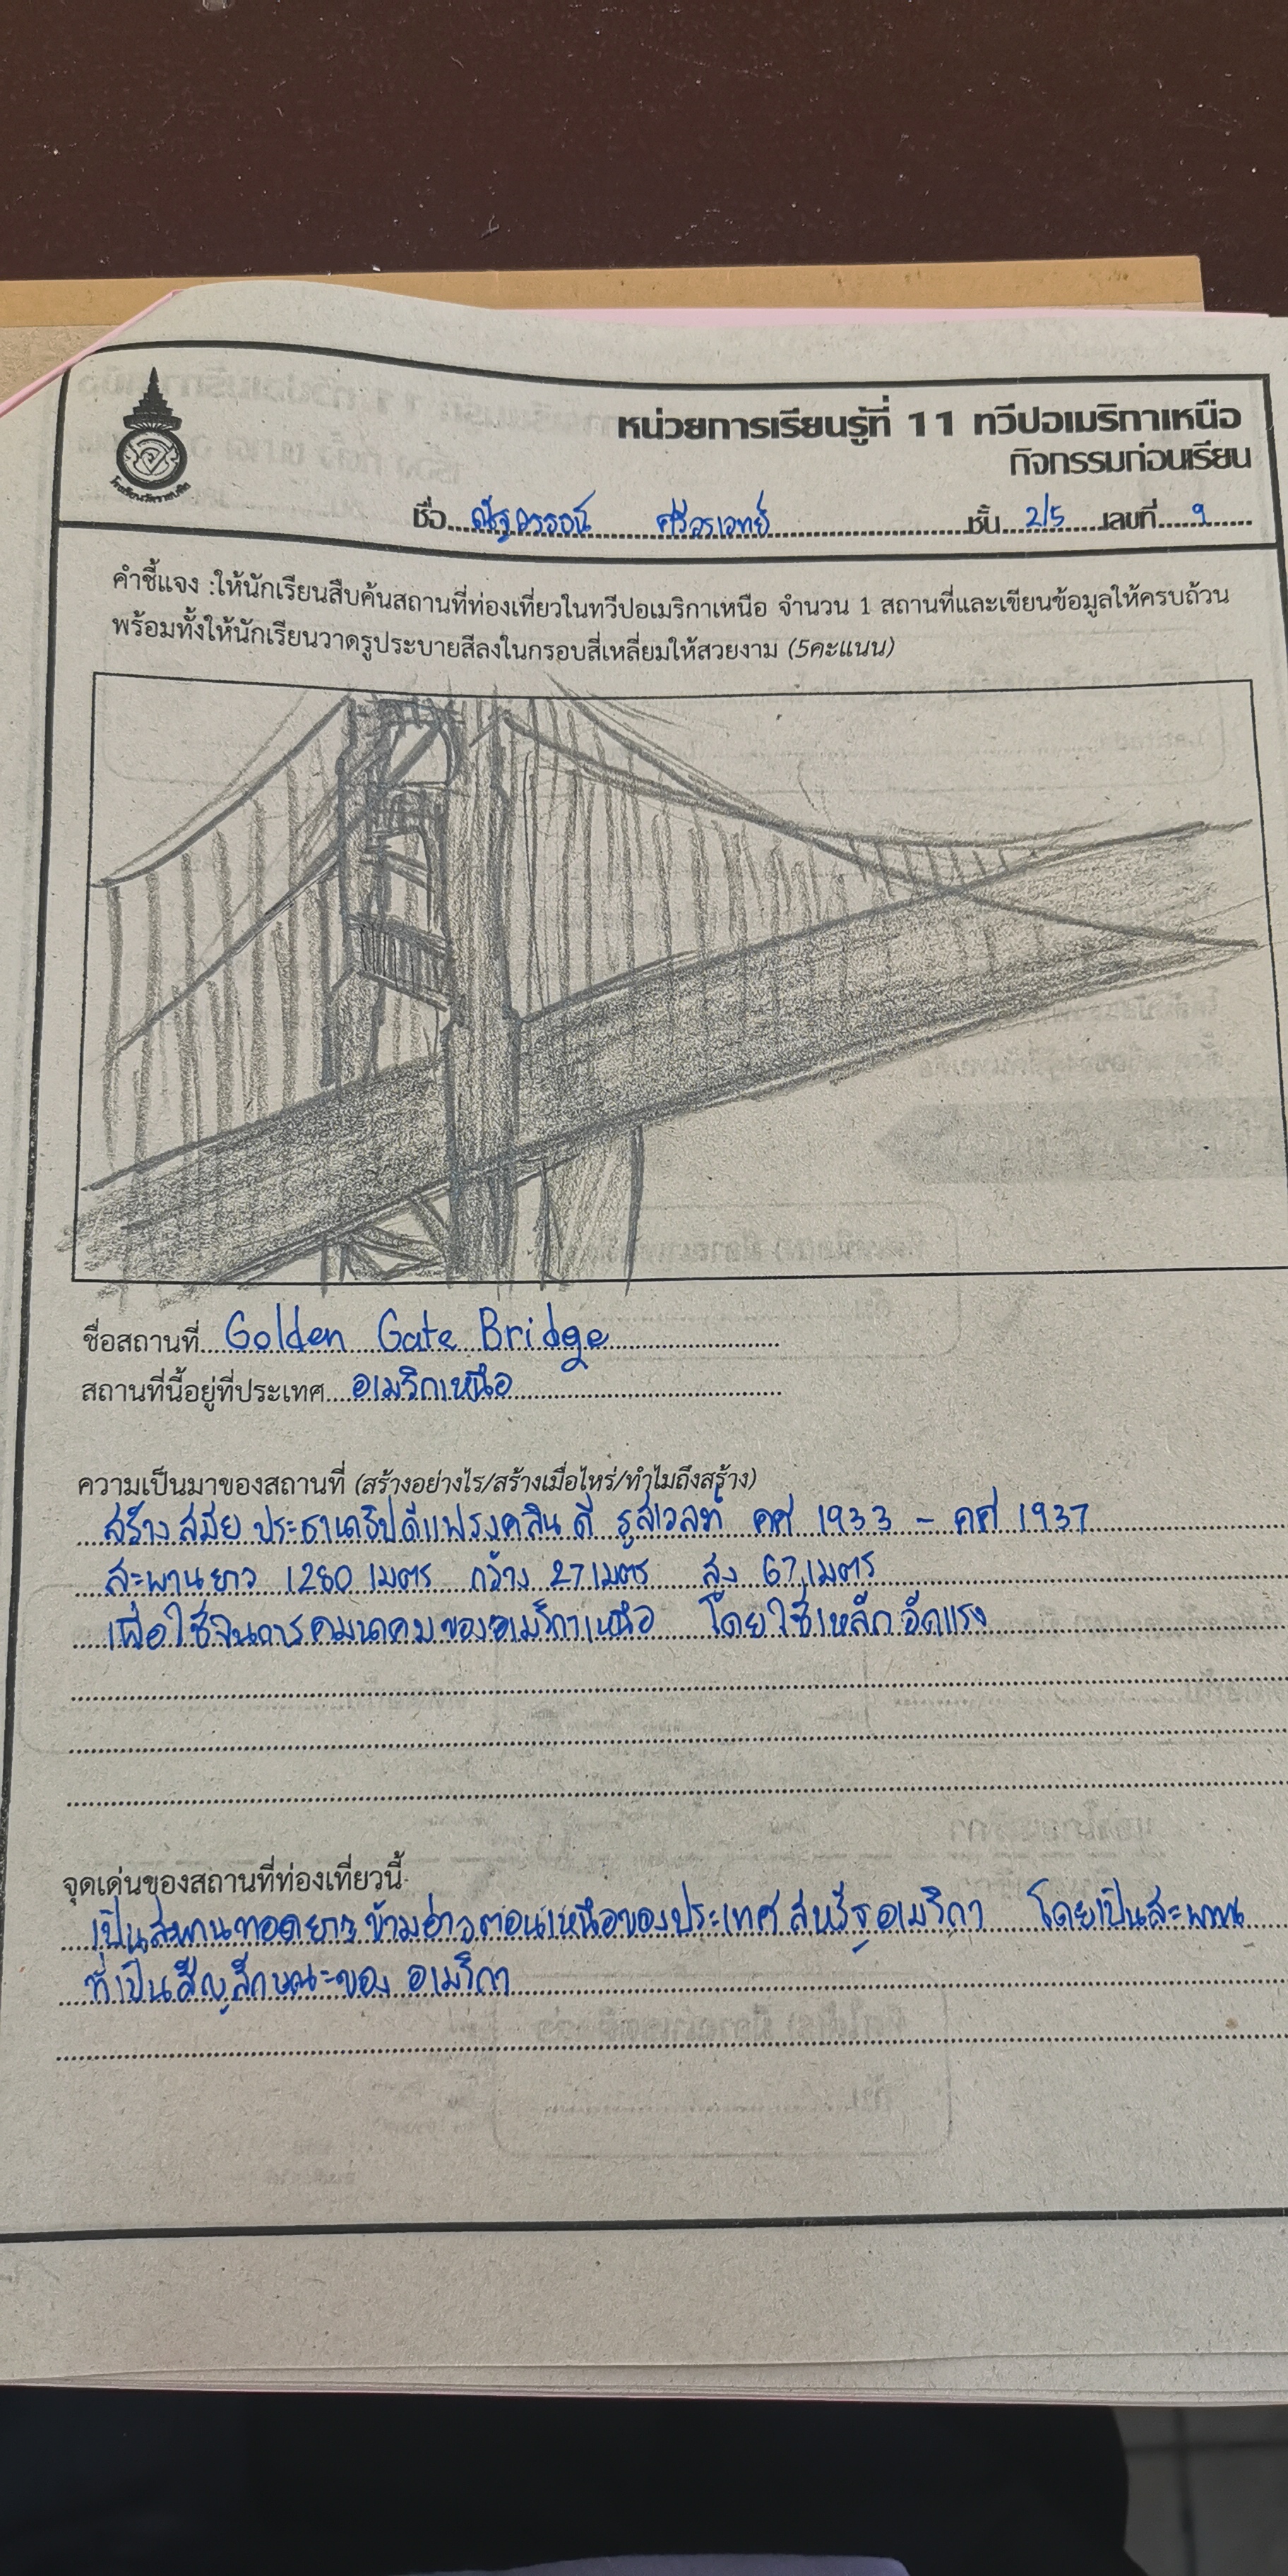 หน่วยการเรียนรู้ที่ 11 ทวีปอเมริกาเหนือ
กิจกรรมก่อนเรียน
ชื่อ ศรีอรเวทย์ ชั้น 2/5 เลขที่ 9
คำชี้แจง :ให้นักเรียนสืบค้นสถานที่ท่องเที่ยวในทวีปอเมริกาเหนือ จำนวน 1 สถานที่และเขียนข้อมูลให้ครบถ้วน
พร้อมทั้งให้นักเรียนวาดรูประบายสีลงในกรอบสี่เหลี่ยมให้สวยงาม (5คะแนน)
ชื่อสถานที่ Golden Gate Bridge
สถานที่นี้อยู่ที่ประเทศ อเมริกาเหนือ
ความเป็นมาของสถานที่ (สร้างอย่างไร/สร้างเมื่อไหร่/ทำไมถึงสร้าง)
สร้างสมัย ประธานาธิปดีแฟรงคลิน ดี รูสเวลท์ คศ 1933 - คศ 1937
สะพานยาว 1280 เมตร กว้าง 27 เมตร สูง 67 เมตร
เพื่อใช้ในการคมนาคมของอเมริกาเหนือ โดยใช้เหล็กอัดแรง
จุดเด่นของสถานที่ท่องเที่ยวนี้
เป็นสะพานทอดยาว ข้ามอ่าวตอนเหนือของประเทศ สหรัฐอเมริกา โดยเป็นสะพาน
ที่เป็นสัญลักษณะของ อเมริกา